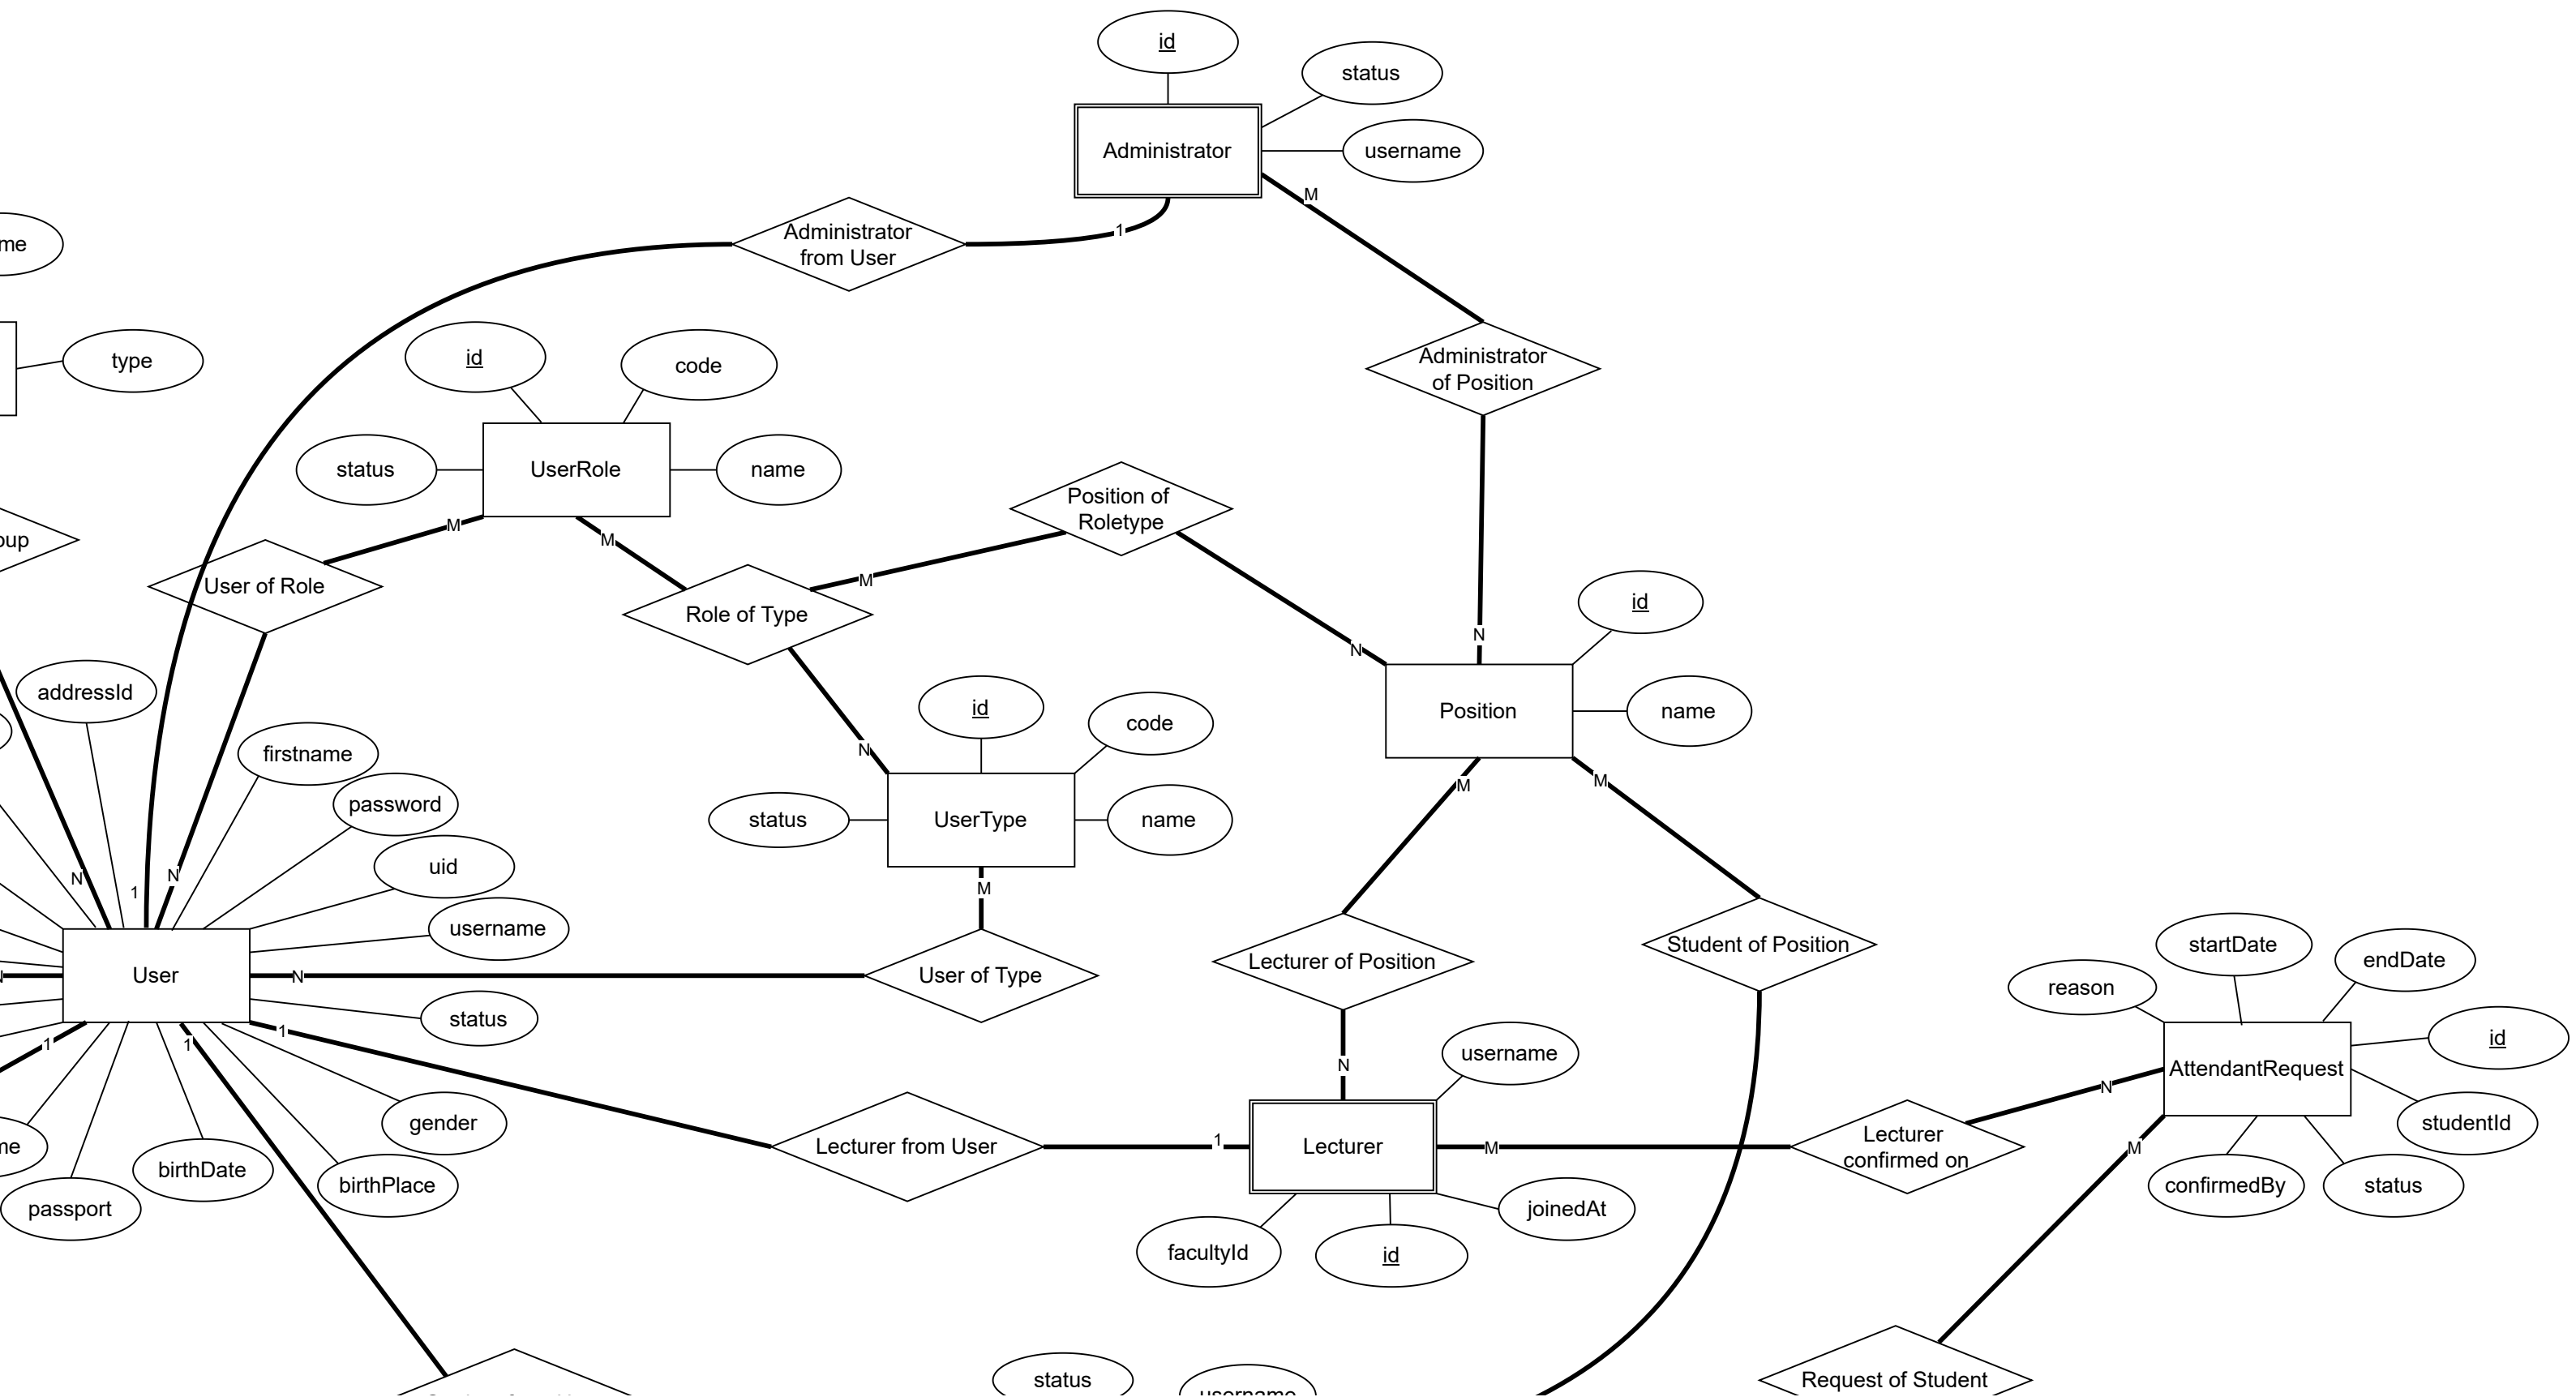 id
status
Administrator
username
M
Administrator
from User
1
me
type
id
code
Administrator
of Position
status
UserRole
name
Position of
Roletype
M
M
oup
User of Role
M
Role of Type
id
N
N
addressId
id
code
Position
name
firstname
N
password
status
UserType
name
M
M
uid
N
1
N
M
username
startDate
endDate
Student of Position
Lecturer of Position
User
N
User of Type
reason
status
id
1
1
1
N
username
AttendantRequest
N
gender
studentId
me
Lecturer from User
1
Lecturer
M
Lecturer
confirmed on
M
birthDate
birthPlace
confirmedBy
status
passport
joinedAt
facultyId
id
status
Request of Student
username